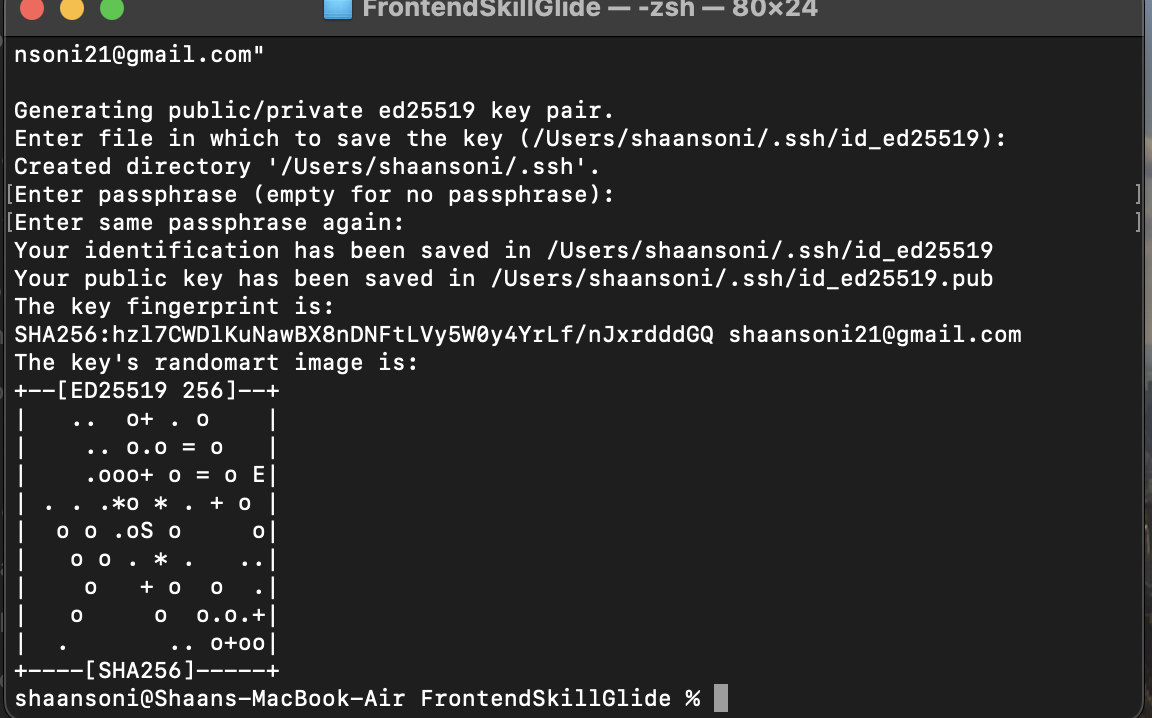 FrontendSkillGlide — -zsh — 80×24
nsoni21@gmail.com"
Generating public/private ed25519 key pair.
Enter file in which to save the key (/Users/shaansoni/.ssh/id_ed25519):
Created directory '/Users/shaansoni/.ssh'.
[Enter passphrase (empty for no passphrase): ]
[Enter same passphrase again: ]
Your identification has been saved in /Users/shaansoni/.ssh/id_ed25519
Your public key has been saved in /Users/shaansoni/.ssh/id_ed25519.pub
The key fingerprint is:
SHA256:hzl7CWDlKuNawBX8nDNFtLVy5W0y4YrLf/nJxrdddGQ shaansoni21@gmail.com
The key's randomart image is:
+--[ED25519 256]--+
|   ..  o+ . o    |
|    .. o.o = o   |
|    .ooo+ o = o E|
| . . .*o * . + o |
|  o o .oS o     o|
|   o o . * .   ..|
|    o   + o  o  .|
|   o     o  o.o.+|
|  .       .. o+oo|
+----[SHA256]-----+
shaansoni@Shaans-MacBook-Air FrontendSkillGlide %